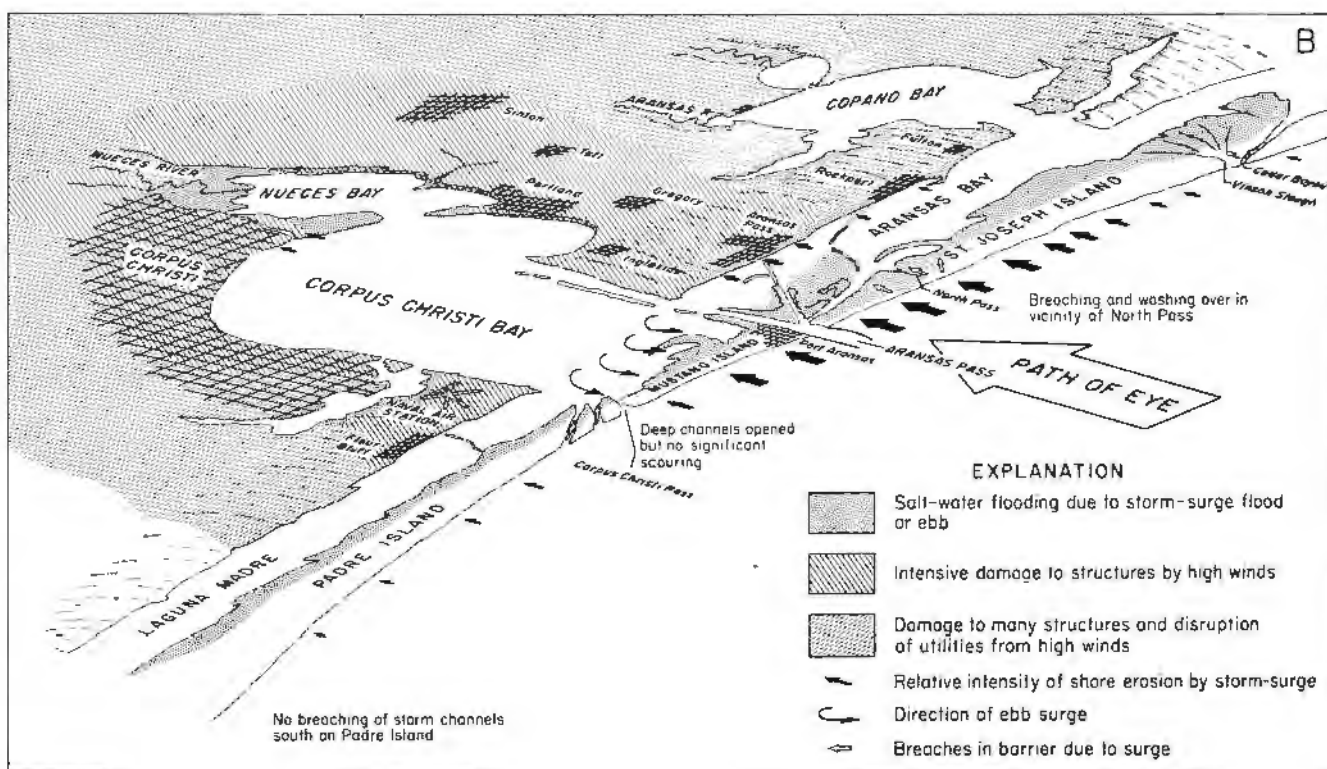 B
Sinton
ARANSAS R.
COPANO BAY
Taft
Fulton
NUECES RIVER
NUECES BAY
Portland
Gregory
Rockport
ARANSAS BAY
Aransas
Pass
Ingleside
ST JOSEPH ISLAND
Cedar Bayou
Vinson Slough
CORPUS
CHRISTI
CORPUS CHRISTI BAY
North Pass
Breaching and washing over in
vicinity of North Pass
MUSTANG ISLAND
Port Aransas
ARANSAS PASS
PATH OF EYE
NAVAL AIR
STATION
Flour
Bluff
Deep channels opened
but no significant
scouring
Corpus Christi Pass
LAGUNA MADRE
PADRE ISLAND
No breaching of storm channels
south on Padre Island
EXPLANATION
Salt-water flooding due to storm-surge flood
or ebb
Intensive damage to structures by high winds
Damage to many structures and disruption
of utilities from high winds
Relative intensity of shore erosion by storm-surge
Direction of ebb surge
Breaches in barrier due to surge